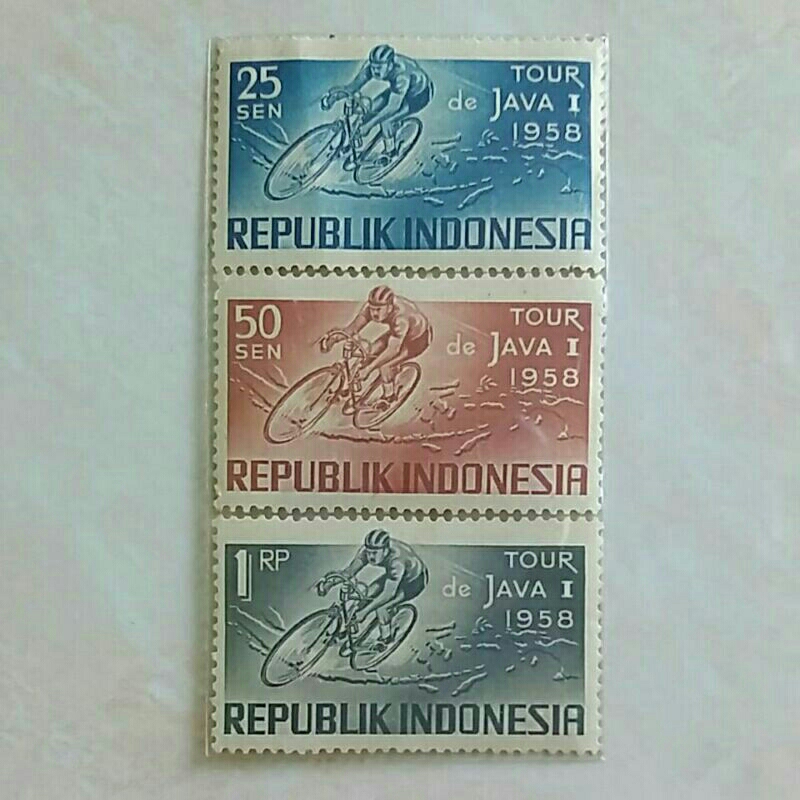 25
SEN
TOUR
de JAVA I
1958
REPUBLIK INDONESIA
50
SEN
TOUR
de JAVA I
1958
REPUBLIK INDONESIA
1 RP
TOUR
de JAVA I
1958
REPUBLIK INDONESIA